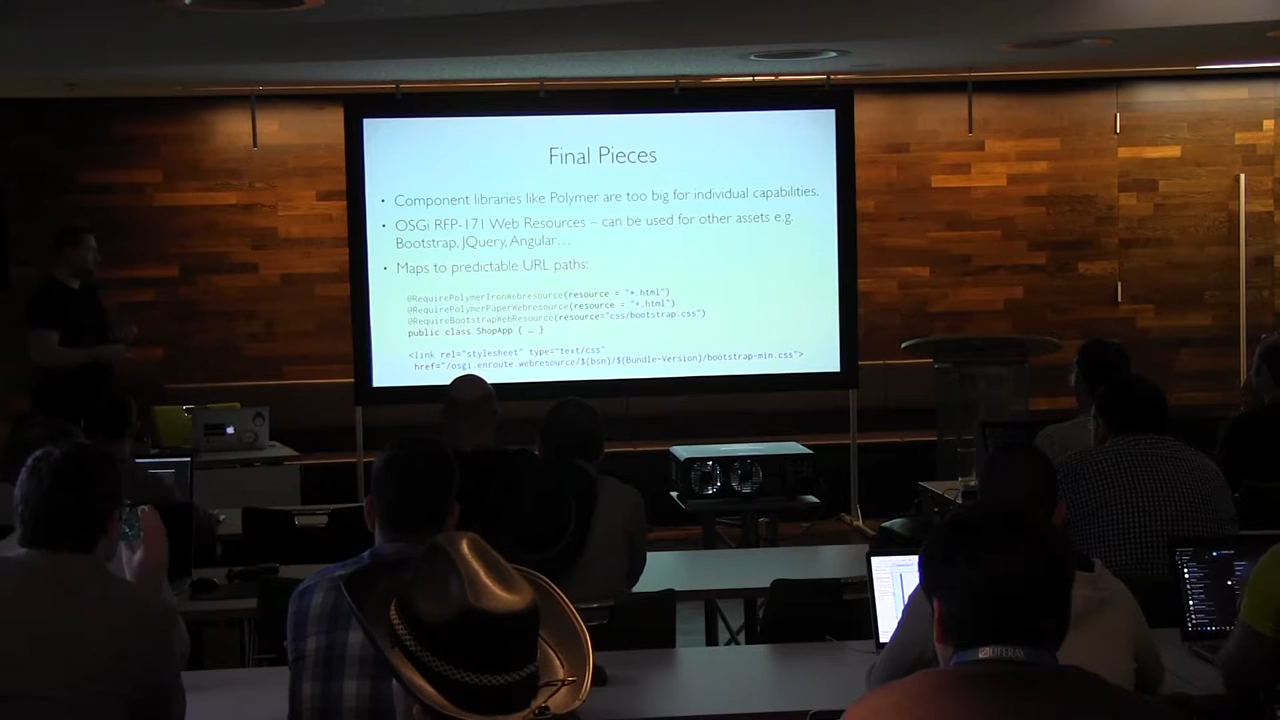 Final Pieces
• Component libraries like Polymer are too big for individual capabilities.
• OSGi RFP-171 Web Resources – can be used for other assets e.g.
Bootstrap, JQuery, Angular…
• Maps to predictable URL paths:
@RequirePolymerIronWebresource(resource = "*.html")
@RequirePolymerPaperWebresource(resource = "*.html")
@RequireBootstrapWebResource(resource="css/bootstrap.css")
public class ShopApp { … }
<link rel="stylesheet" type="text/css"
href="/osgi.enroute.webresource/${bsn}/${Bundle-Version}/bootstrap-min.css">
LIFERAY